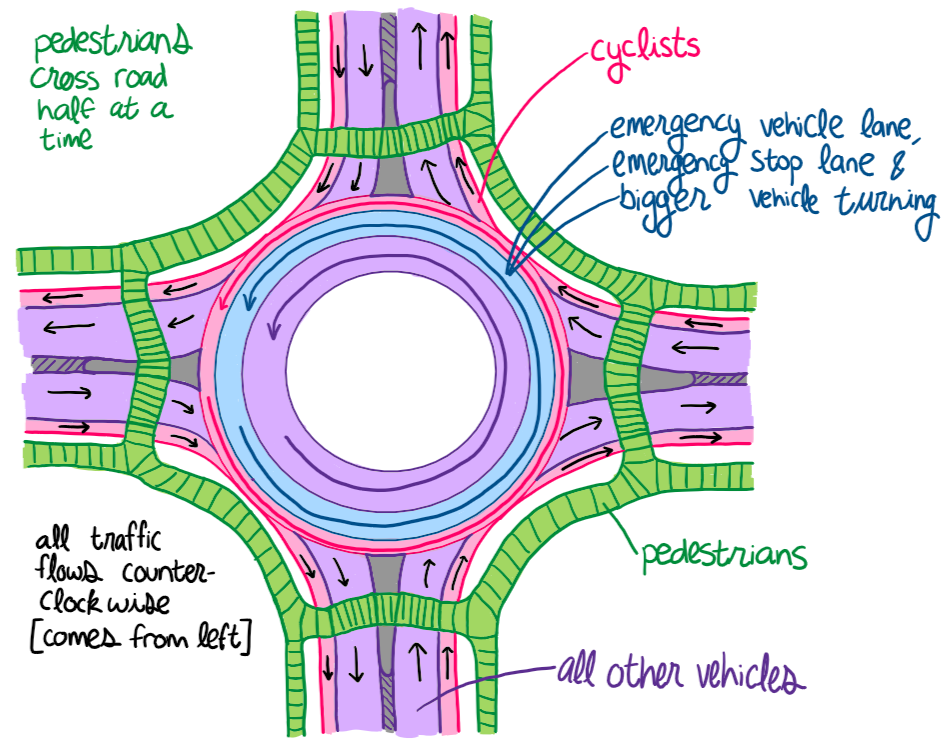 pedestrians
cross road
half at a
time
cyclists
emergency vehicle lane,
emergency stop lane &
bigger vehicle turning
all traffic
flows counter-
clockwise
[comes from left]
pedestrians
all other vehicles